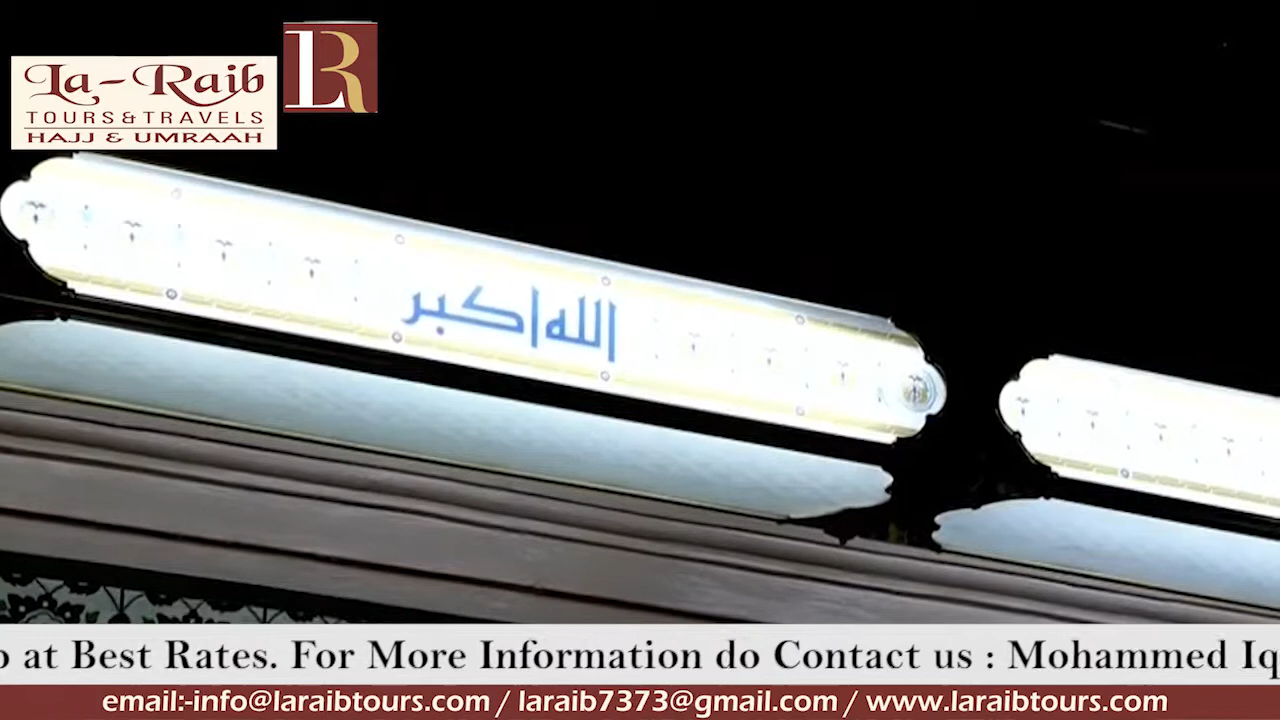 LR
La-Raib
TOURS & TRAVELS
HAJJ & UMRAAH
الله اكبر
at Best Rates. For More Information do Contact us : Mohammed
email:-info@laraibtours.com / laraib7373@gmail.com / www.laraibtours.com